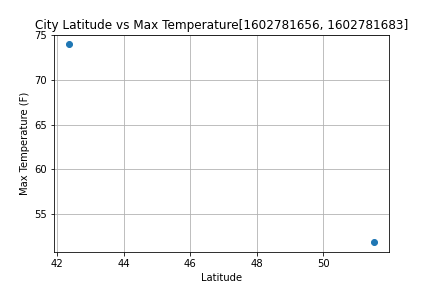 City Latitude vs Max Temperature[1602781656, 1602781683]
75
70
65
60
55
Max Temperature (F)
42 44 46 48 50
Latitude